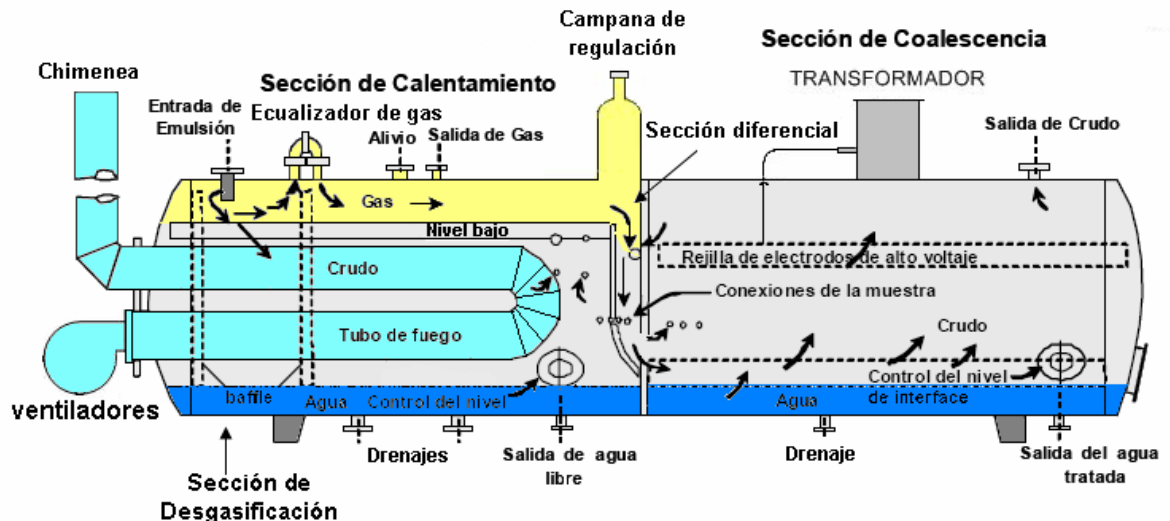 Campana de
regulación
Sección de Coalescencia
TRANSFORMADOR
Chimenea
Sección de Calentamiento
Entrada de
Emulsión
Ecualizador de gas
Alivio
Salida de Gas
Sección diferencial
Salida de Crudo
Gas
Nivel bajo
Crudo
Rejilla de electrodos de alto voltaje
Conexiones de la muestra
Tubo de fuego
Crudo
Control del nivel
de interface
ventiladores
baffle
Agua
Control del nivel
Agua
Drenajes
Salida de agua
libre
Drenaje
Salida del agua
tratada
Sección de
Desgasificación